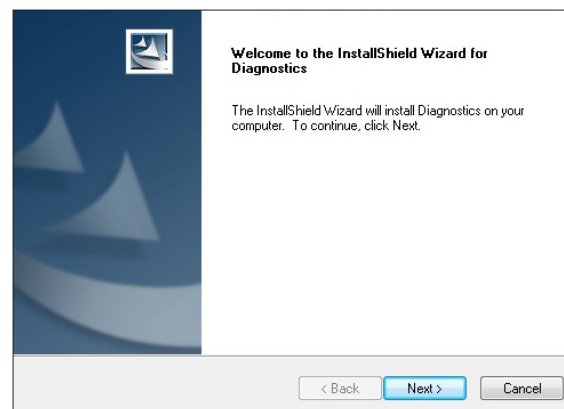 Welcome to the InstallShield Wizard for
Diagnostics
The InstallShield Wizard will install Diagnostics on your
computer. To continue, click Next.
< Back
Next >
Cancel